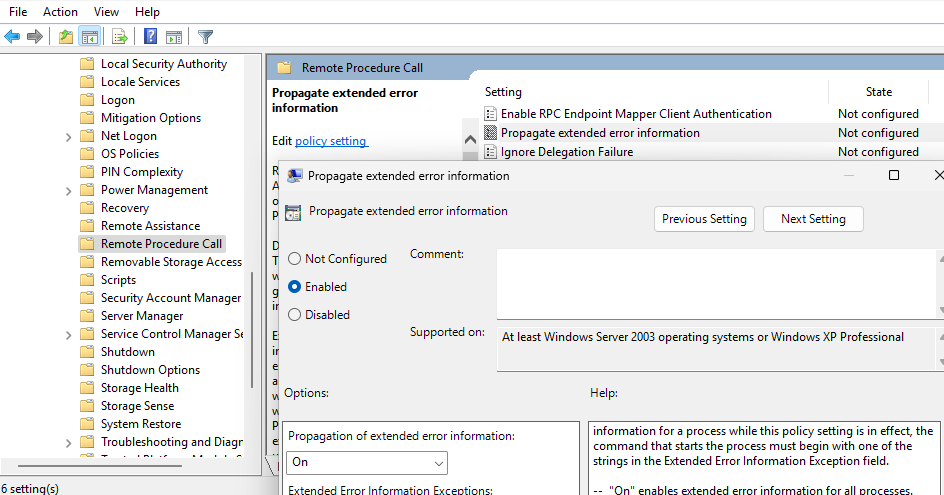 File Action View Help
Local Security Authority
Locale Services
Logon
Mitigation Options
Net Logon
OS Policies
PIN Complexity
Power Management
Recovery
Remote Assistance
Remote Procedure Call
Removable Storage Access
Scripts
Security Account Manager
Server Manager
Service Control Manager Se
Shutdown
Shutdown Options
Storage Health
Storage Sense
System Restore
Troubleshooting and Diagn
6 setting(s)
Remote Procedure Call
Propagate extended error
information
Edit policy setting
Setting State
Enable RPC Endpoint Mapper Client Authentication Not configured
Propagate extended error information Not configured
Ignore Delegation Failure Not configured
Propagate extended error information
Propagate extended error information
Previous Setting Next Setting
Not Configured
Enabled
Disabled
Comment:
Supported on:
At least Windows Server 2003 operating systems or Windows XP Professional
Options:
Help:
Propagation of extended error information:
On
Extended Error Information Exceptions:
information for a process while this policy setting is in effect, the
command that starts the process must begin with one of the
strings in the Extended Error Information Exception field.
-- "On" enables extended error information for all processes.